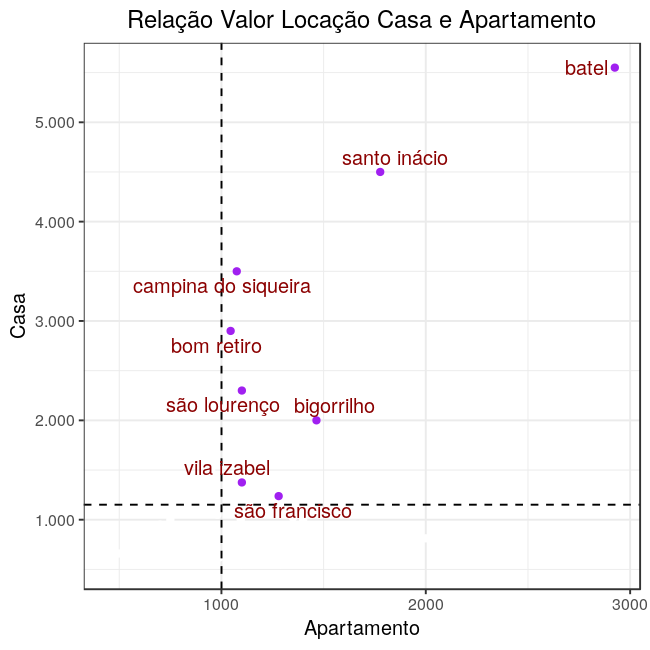 Relação Valor Locação Casa e Apartamento
batel
5.000
santo inácio
4.000
campina do siqueira
Casa
3.000
bom retiro
são lourenço
bigorrilho
2.000
vila izabel
são francisco
1.000
1000
2000
3000
Apartamento